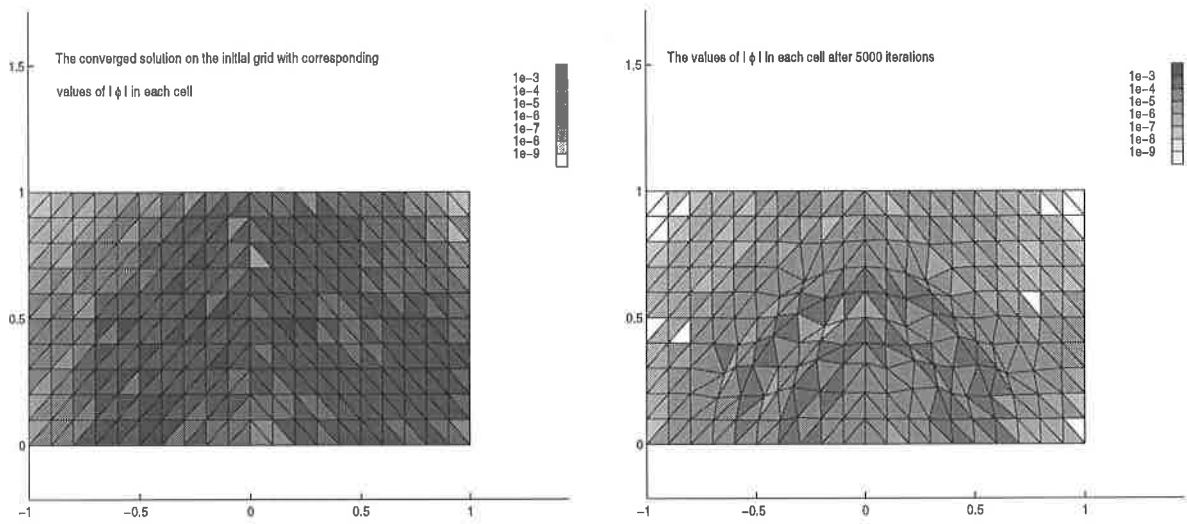 The converged solution on the initial grid with corresponding
values of | ϕ | in each cell
1e−3
1e−4
1e−5
1e−6
1e−7
1e−8
1e−9
1.5
1
0.5
0
−1
−0.5
0
0.5
1
The values of | ϕ | in each cell after 5000 iterations
1e−3
1e−4
1e−5
1e−6
1e−7
1e−8
1e−9
1.5
1
0.5
0
−1
−0.5
0
0.5
1